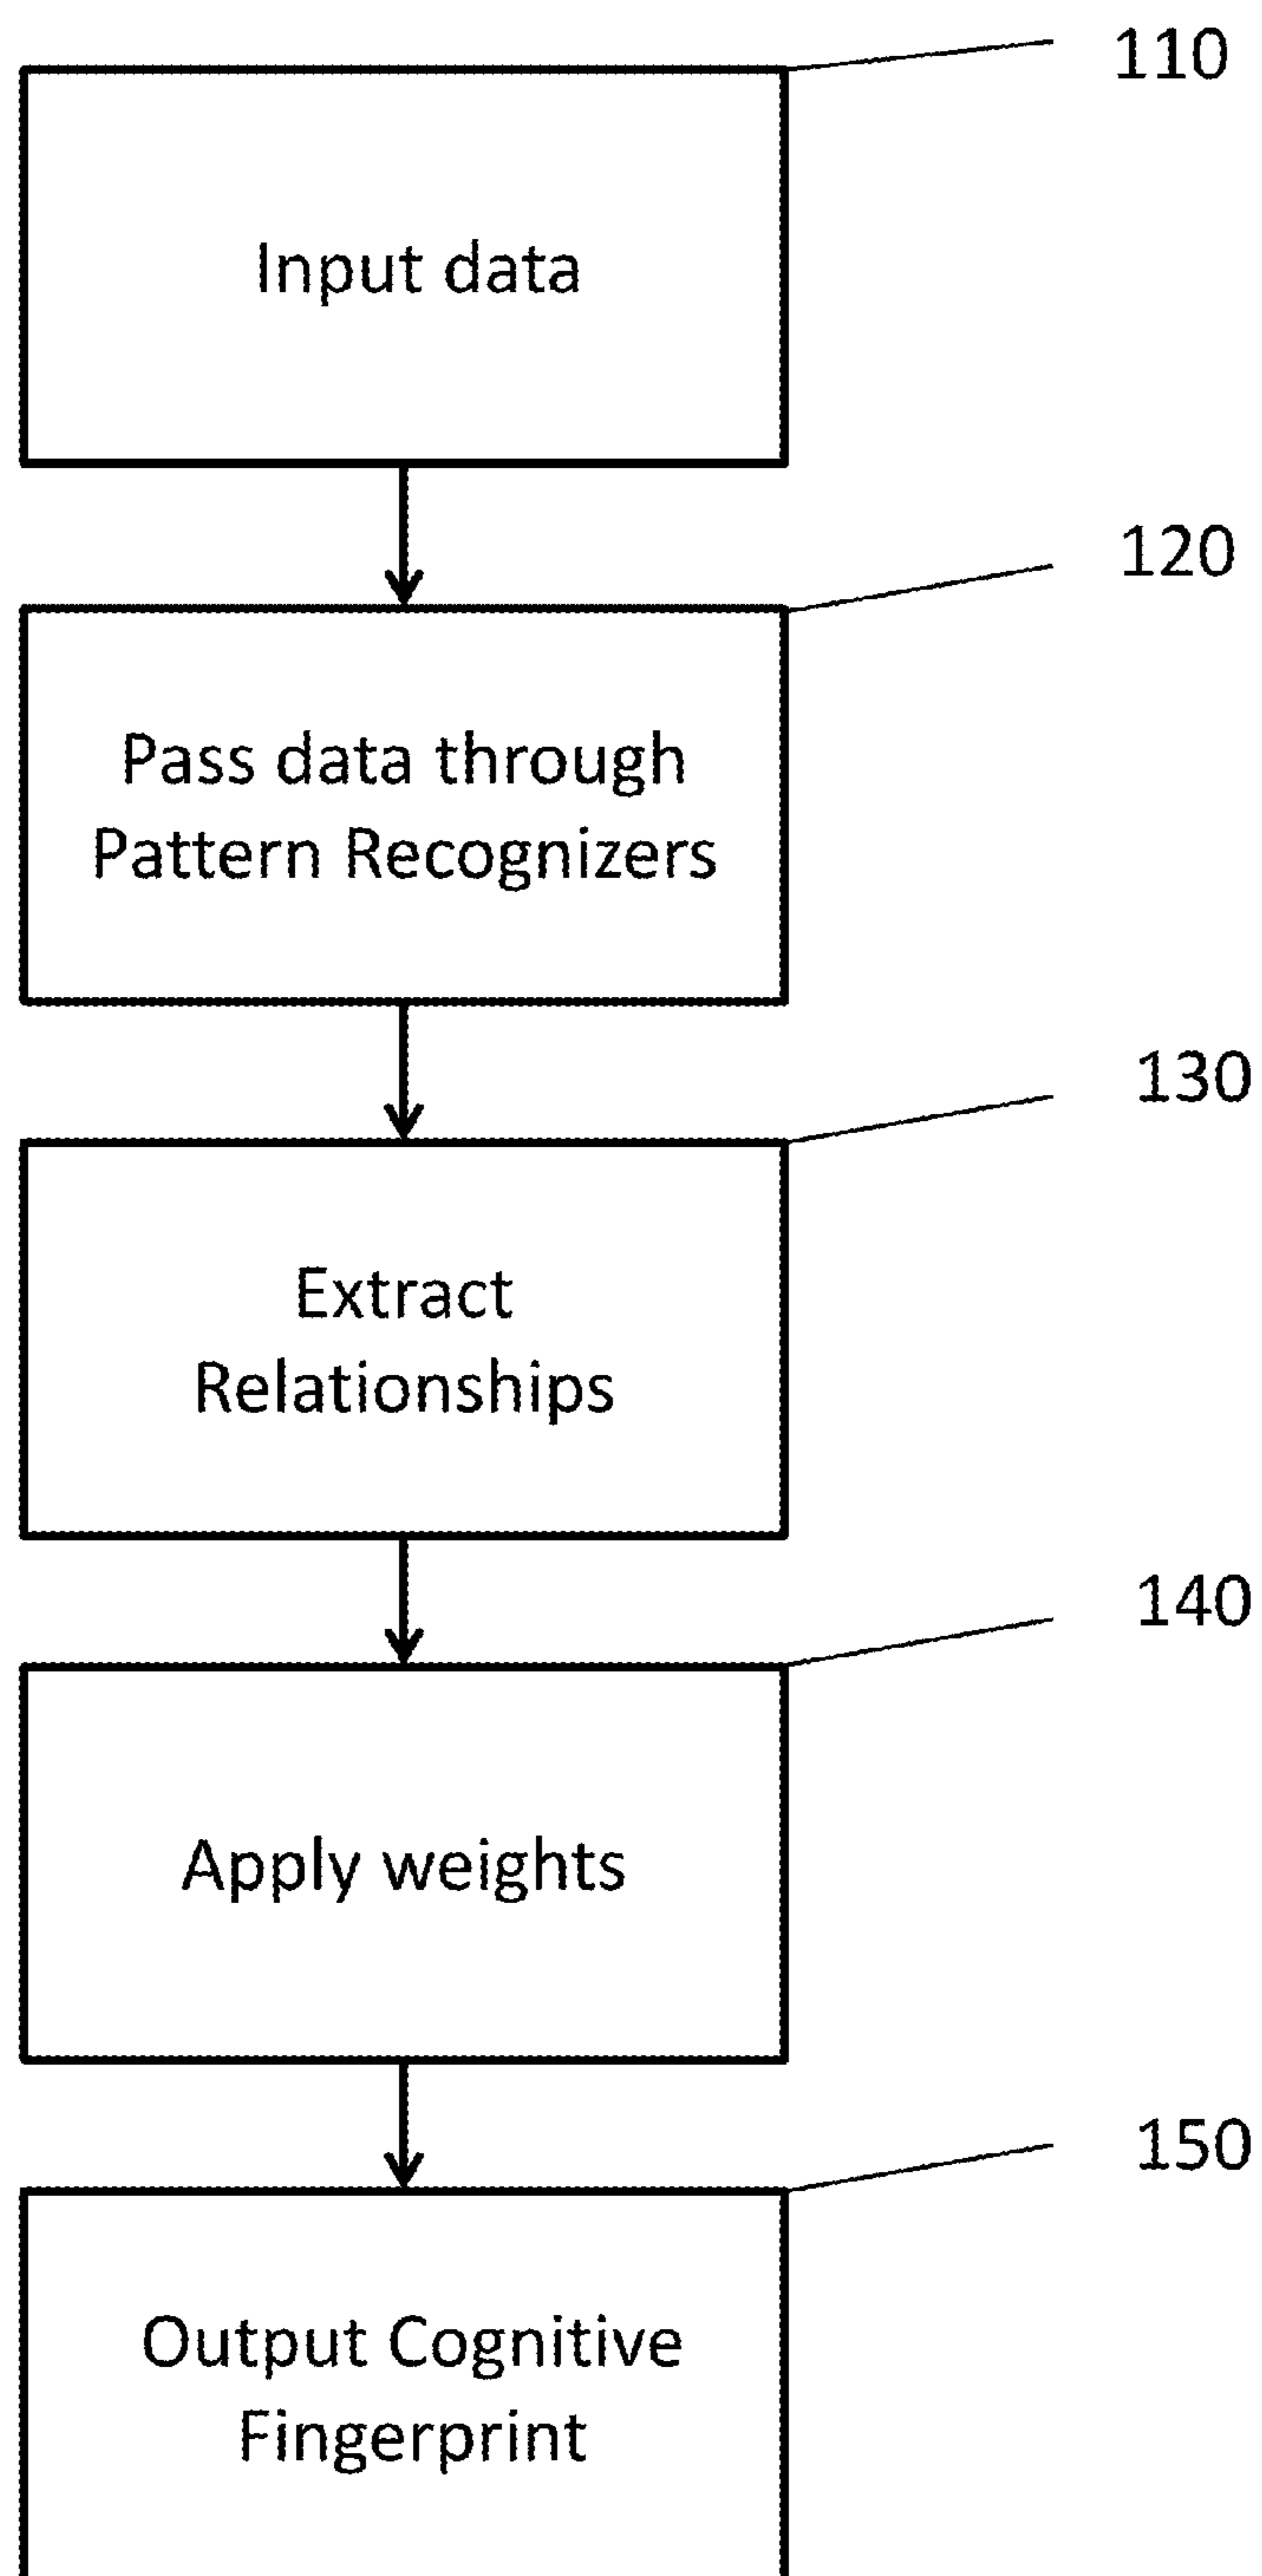 110
Input data
120
Pass data through
Pattern Recognizers
130
Extract
Relationships
140
Apply weights
150
Output Cognitive
Fingerprint